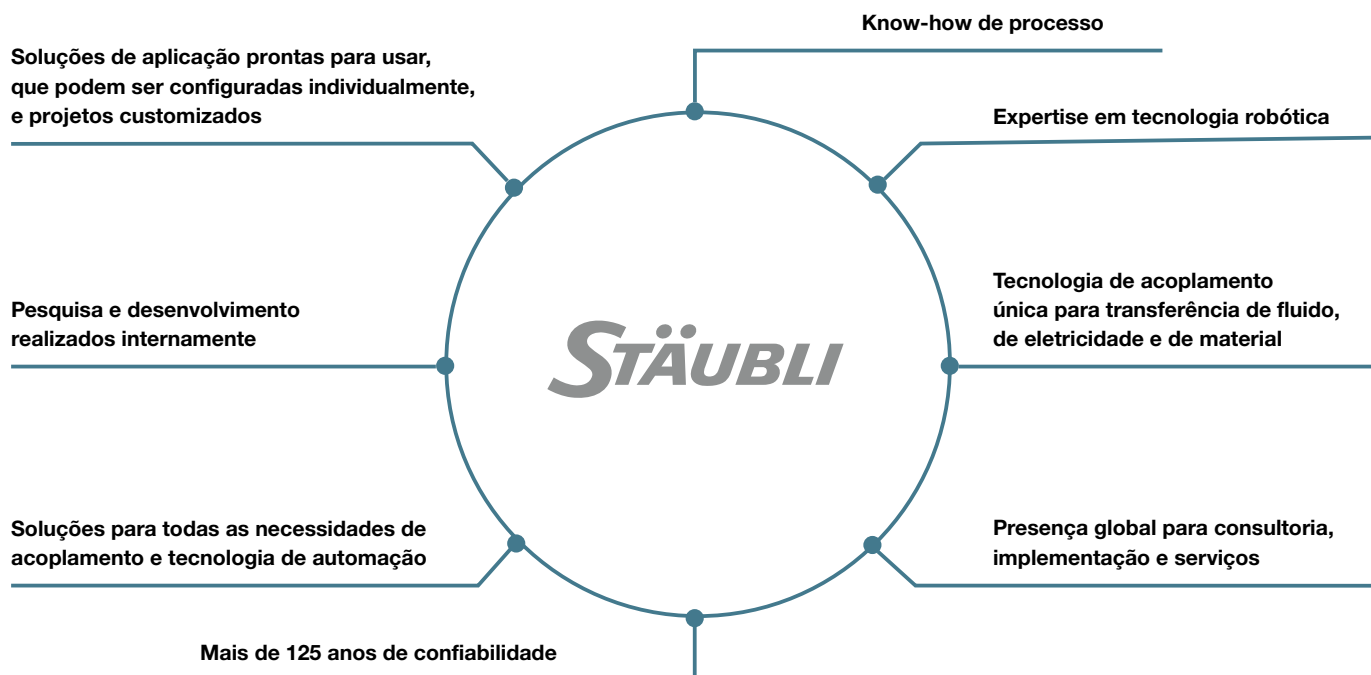 Know-how de processo
Soluções de aplicação prontas para usar,
que podem ser configuradas individualmente,
e projetos customizados
Expertise em tecnologia robótica
Tecnologia de acoplamento
única para transferência de fluido,
de eletricidade e de material
Pesquisa e desenvolvimento
realizados internamente
STÄUBLI
Soluções para todas as necessidades de
acoplamento e tecnologia de automação
Presença global para consultoria,
implementação e serviços
Mais de 125 anos de confiabilidade